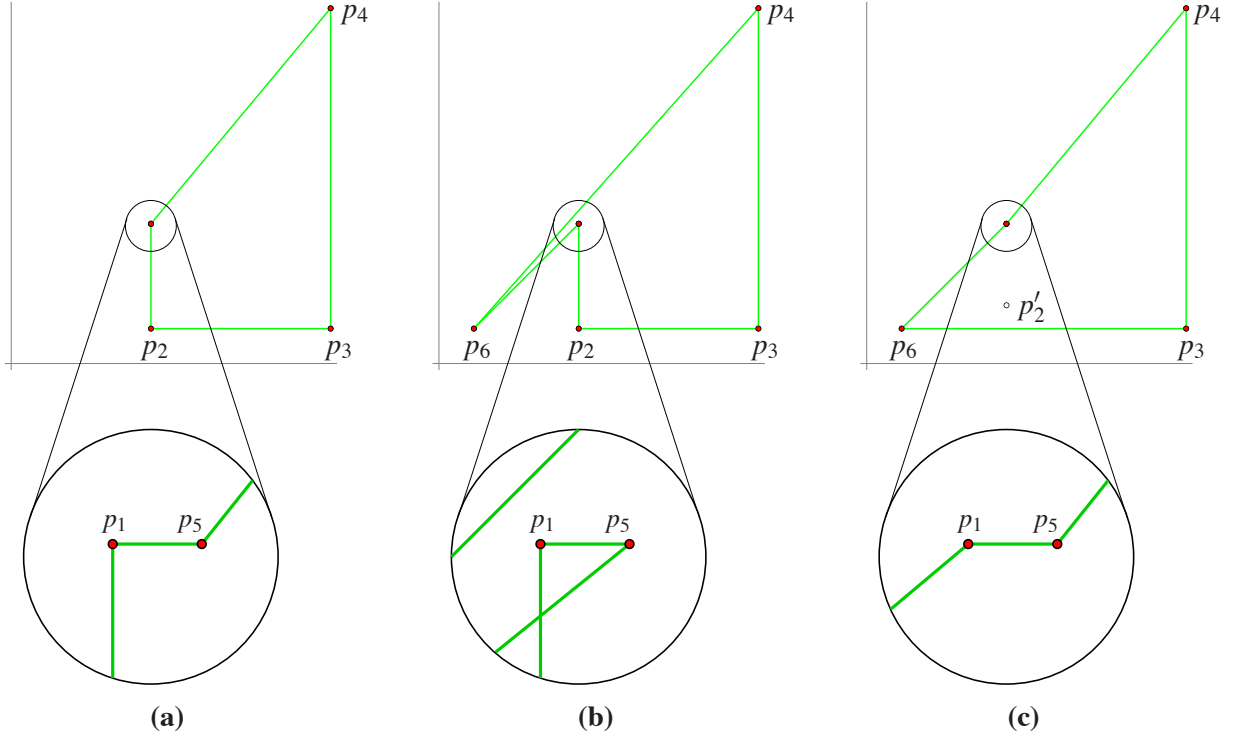 p₄ p₄ p₄
p′₂
p₂ p₃ p₆ p₂ p₃ p₆ p₃
p₁ p₅ p₁ p₅ p₁ p₅
(a) (b) (c)